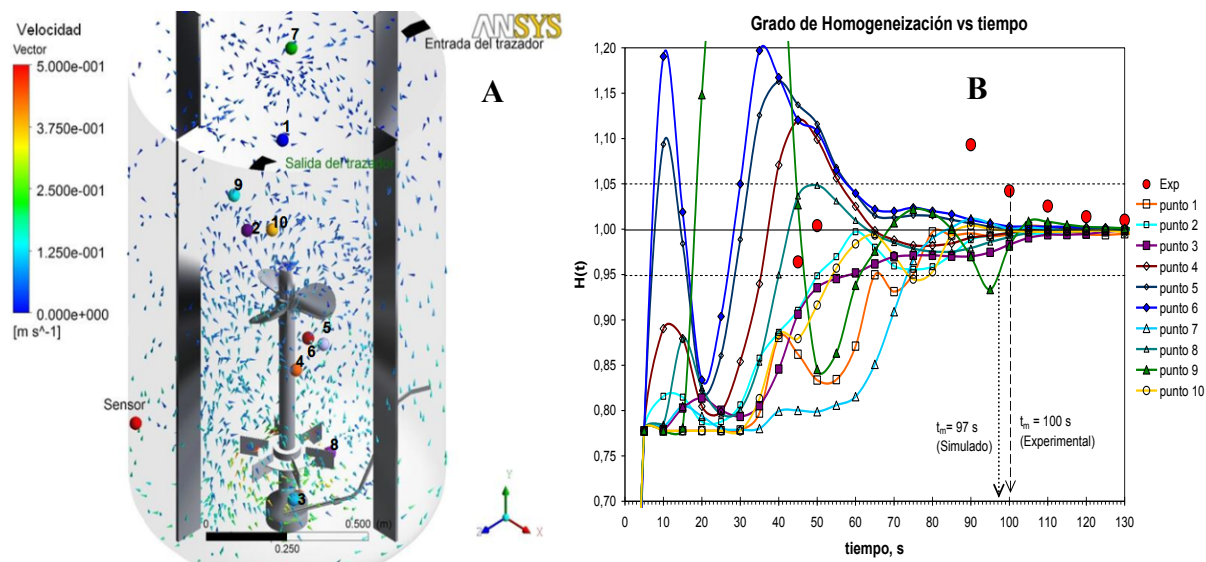 Velocidad
Vector
5.000e-001
3.750e-001
2.500e-001
1.250e-001
0.000e+000
[m s^-1]
ANSYS
Entrada del trazador
A
7
1
Salida del trazador
9
2
10
5
6
4
Sensor
8
3
0
0.500 (m)
0.250
Y
Z
X
Grado de Homogeneización vs tiempo
B
H(t)
1,20
1,15
1,10
1,05
1,00
0,95
0,90
0,85
0,80
0,75
0,70
0
10
20
30
40
50
60
70
80
90
100
110
120
130
tiempo, s
tm= 97 s
(Simulado)
tm = 100 s
(Experimental)
Exp
punto 1
punto 2
punto 3
punto 4
punto 5
punto 6
punto 7
punto 8
punto 9
punto 10